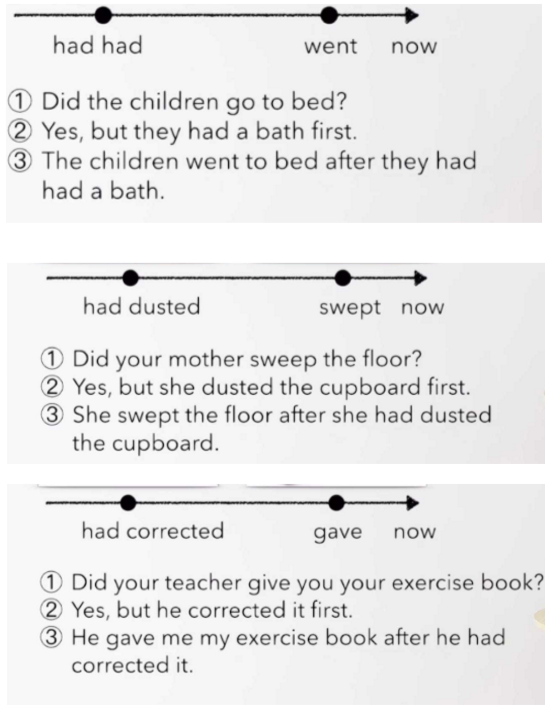 had had went now
① Did the children go to bed?
② Yes, but they had a bath first.
③ The children went to bed after they had
had a bath.
had dusted swept now
① Did your mother sweep the floor?
② Yes, but she dusted the cupboard first.
③ She swept the floor after she had dusted
the cupboard.
had corrected gave now
① Did your teacher give you your exercise book?
② Yes, but he corrected it first.
③ He gave me my exercise book after he had
corrected it.